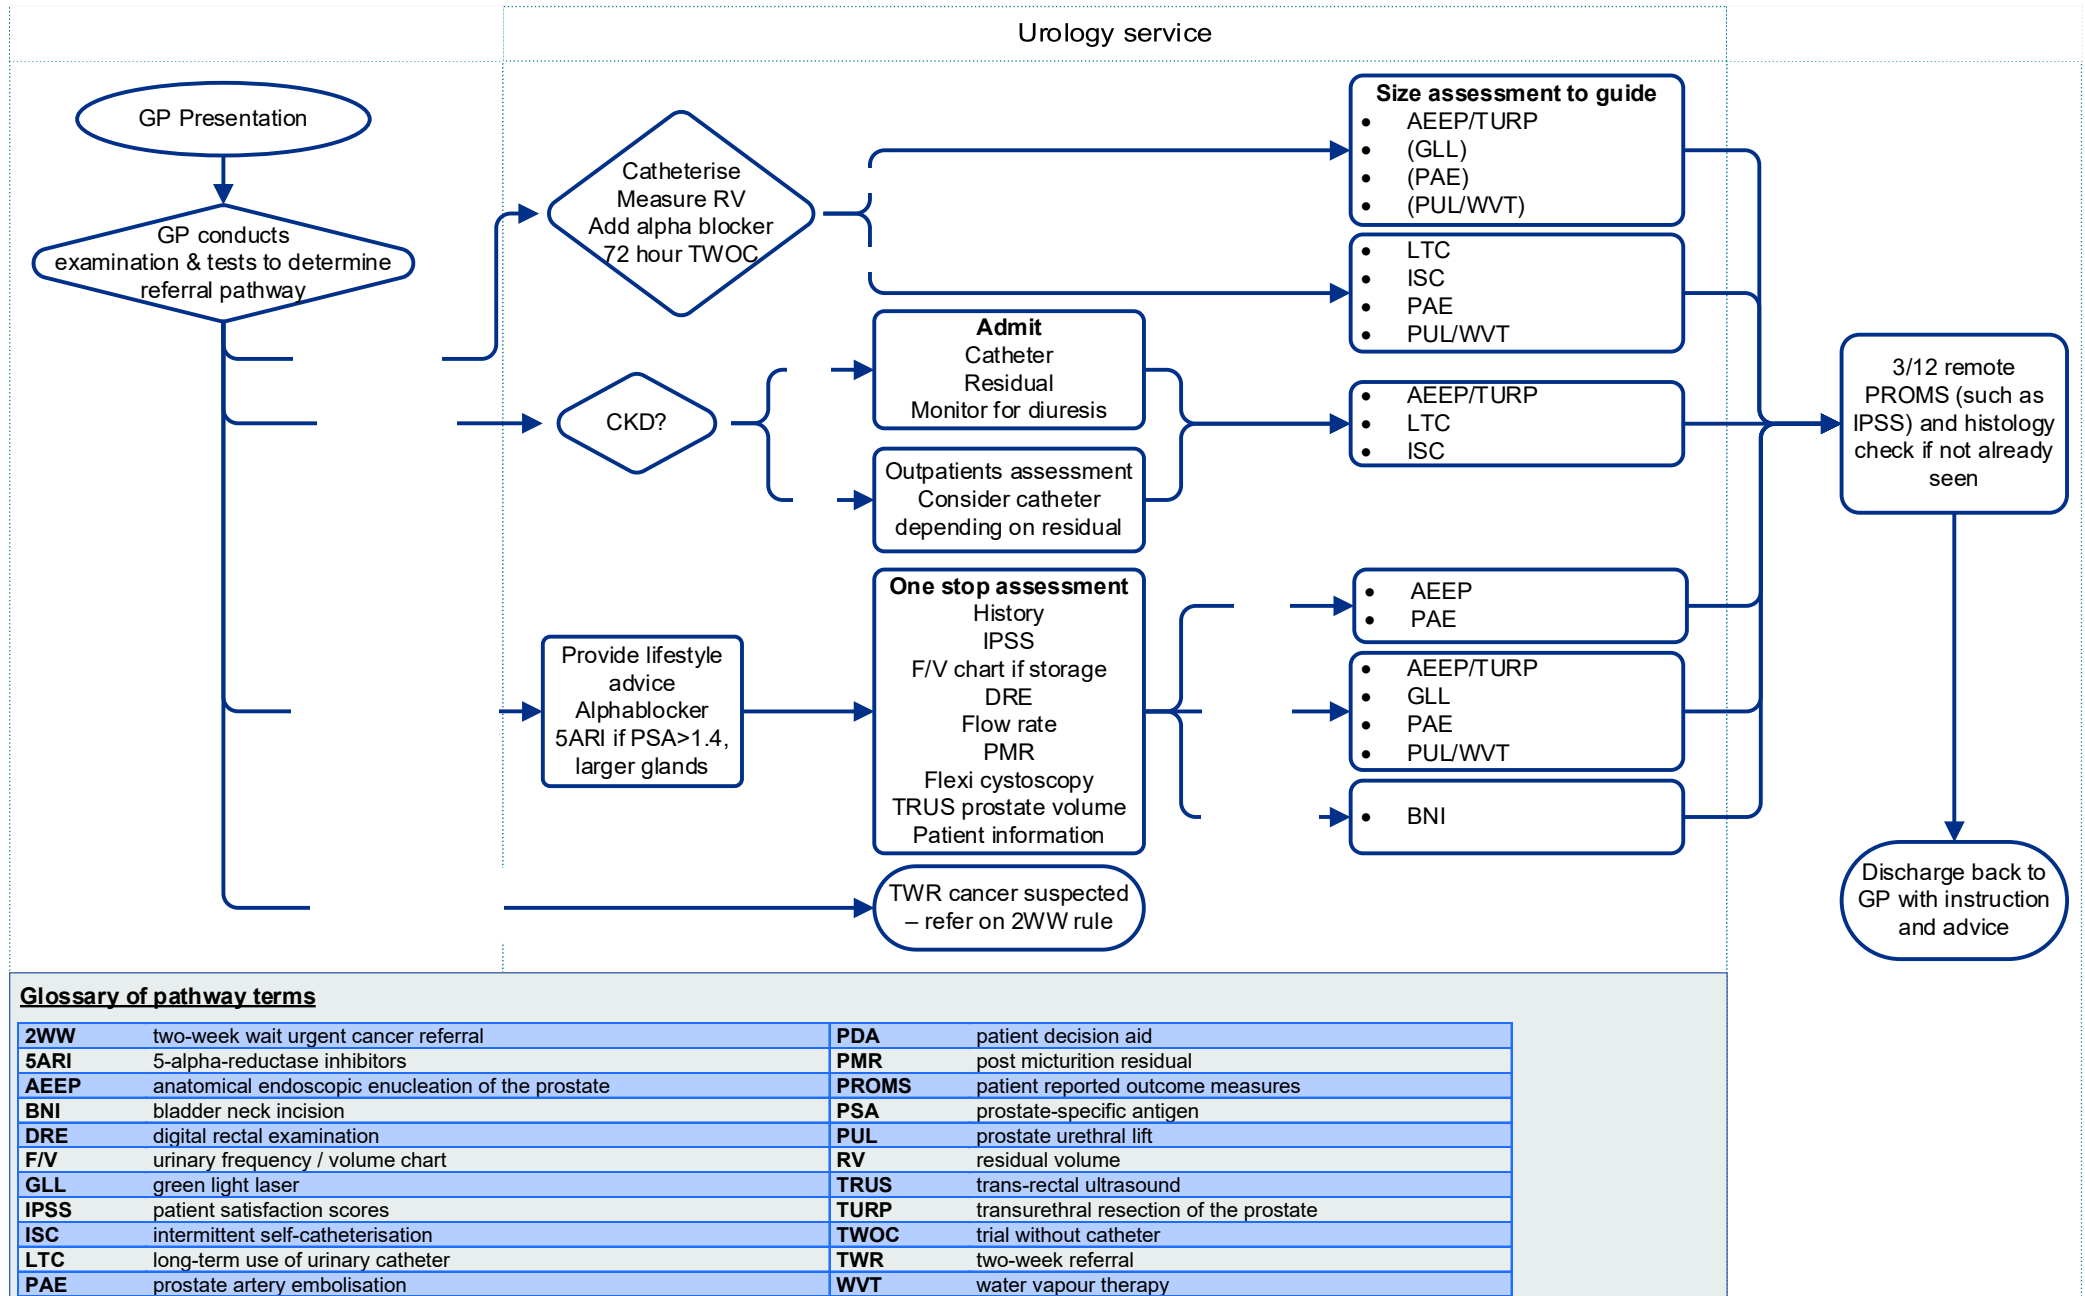 Urology service
GP Presentation
GP conducts
examination & tests to determine
referral pathway
Catheterise
Measure RV
Add alpha blocker
72 hour TWOC
Size assessment to guide
• AEEP/TURP
• (GLL)
• (PAE)
• (PUL/WVT)
• LTC
• ISC
• PAE
• PUL/WVT
CKD?
Admit
Catheter
Residual
Monitor for diuresis
Outpatients assessment
Consider catheter
depending on residual
• AEEP/TURP
• LTC
• ISC
3/12 remote
PROMS (such as
IPSS) and histology
check if not already
seen
Provide lifestyle
advice
Alphablocker
5ARI if PSA>1.4,
larger glands
One stop assessment
History
IPSS
F/V chart if storage
DRE
Flow rate
PMR
Flexi cystoscopy
TRUS prostate volume
Patient information
• AEEP
• PAE
• AEEP/TURP
• GLL
• PAE
• PUL/WVT
• BNI
TWR cancer suspected
– refer on 2WW rule
Discharge back to
GP with instruction
and advice
Glossary of pathway terms
2WW two-week wait urgent cancer referral PDA patient decision aid
5ARI 5-alpha-reductase inhibitors PMR post micturition residual
AEEP anatomical endoscopic enucleation of the prostate PROMS patient reported outcome measures
BNI bladder neck incision PSA prostate-specific antigen
DRE digital rectal examination PUL prostate urethral lift
F/V urinary frequency / volume chart RV residual volume
GLL green light laser TRUS trans-rectal ultrasound
IPSS patient satisfaction scores TURP transurethral resection of the prostate
ISC intermittent self-catheterisation TWOC trial without catheter
LTC long-term use of urinary catheter TWR two-week referral
PAE prostate artery embolisation WVT water vapour therapy